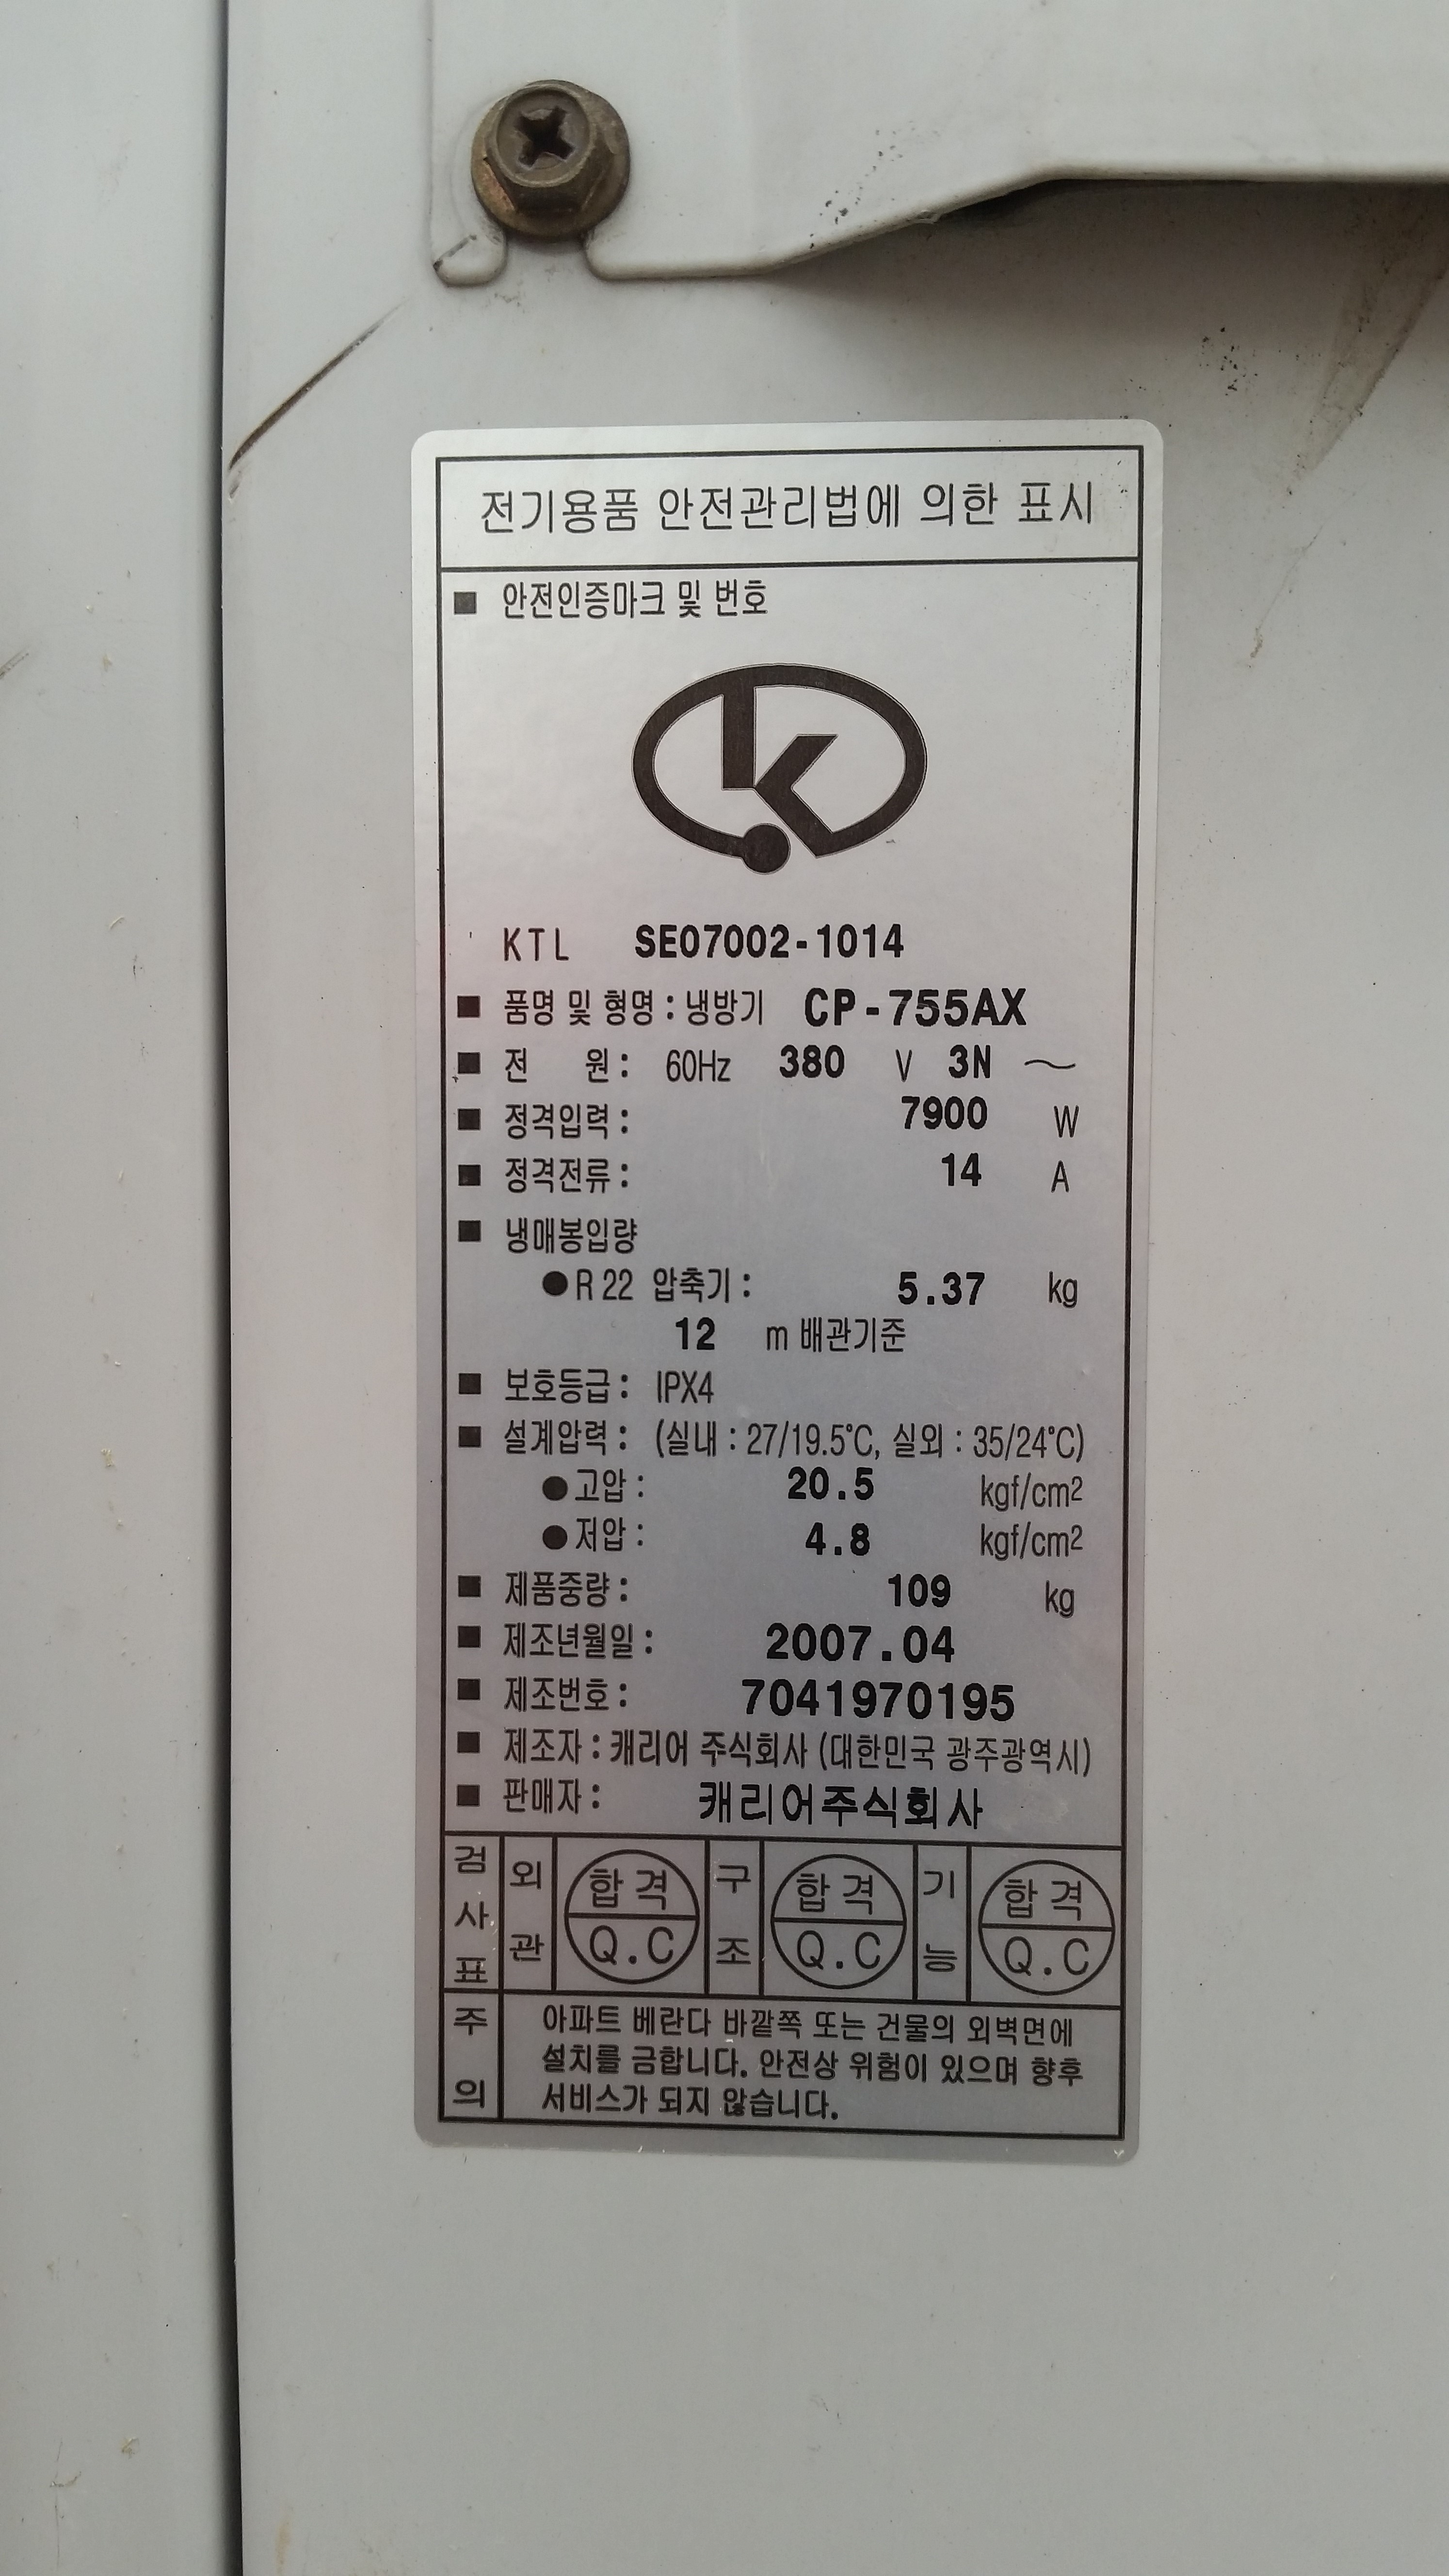 전기용품 안전관리법에 의한 표시
■ 안전인증마크 및 번호
K
KTL SE07002-1014
■ 품명 및 형명 : 냉방기 CP-755AX
■ 전 원 : 60Hz 380 V 3N ~
■ 정격입력 : 7900 W
■ 정격전류 : 14 A
■ 냉매봉입량
● R 22 압축기 : 5.37 kg
12 m 배관기준
■ 보호등급 : IPX4
■ 설계압력 : (실내 : 27/19.5℃, 실외 : 35/24℃)
● 고압 : 20.5 kgf/cm2
● 저압 : 4.8 kgf/cm2
■ 제품중량 : 109 kg
■ 제조년월일 : 2007.04
■ 제조번호 : 7041970195
■ 제조자 : 캐리어 주식회사 (대한민국 광주광역시)
■ 판매자 : 캐리어주식회사
검사표 외관 합격 Q.C 구조 합격 Q.C 기능 합격 Q.C
주의 아파트 베란다 바깥쪽 또는 건물의 외벽면에
설치를 금합니다. 안전상 위험이 있으며 향후
서비스가 되지 않습니다.